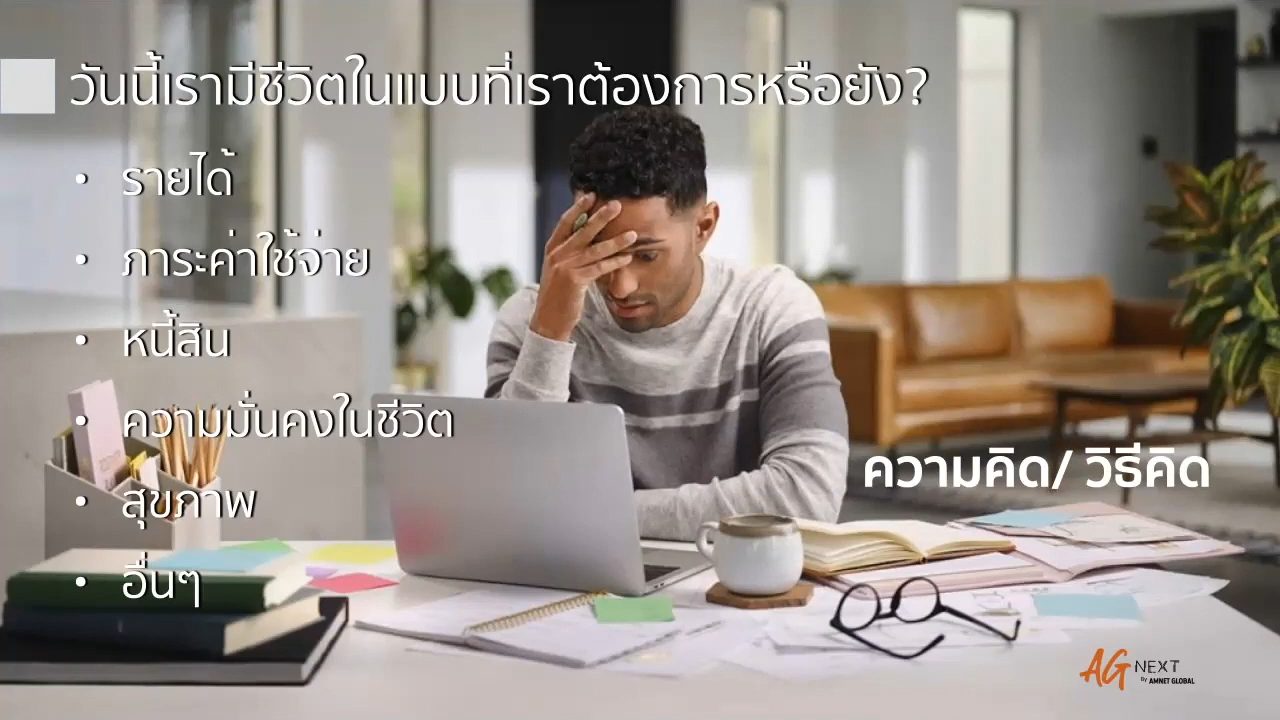 วันนี้เรามีชีวิตในแบบที่เราต้องการหรือยัง?
• รายได้
• ภาระค่าใช้จ่าย
• หนี้สิน
• ความมั่นคงในชีวิต
• สุขภาพ
• อื่นๆ
ความคิด/ วิธีคิด
AG NEXT
By AMNET GLOBAL